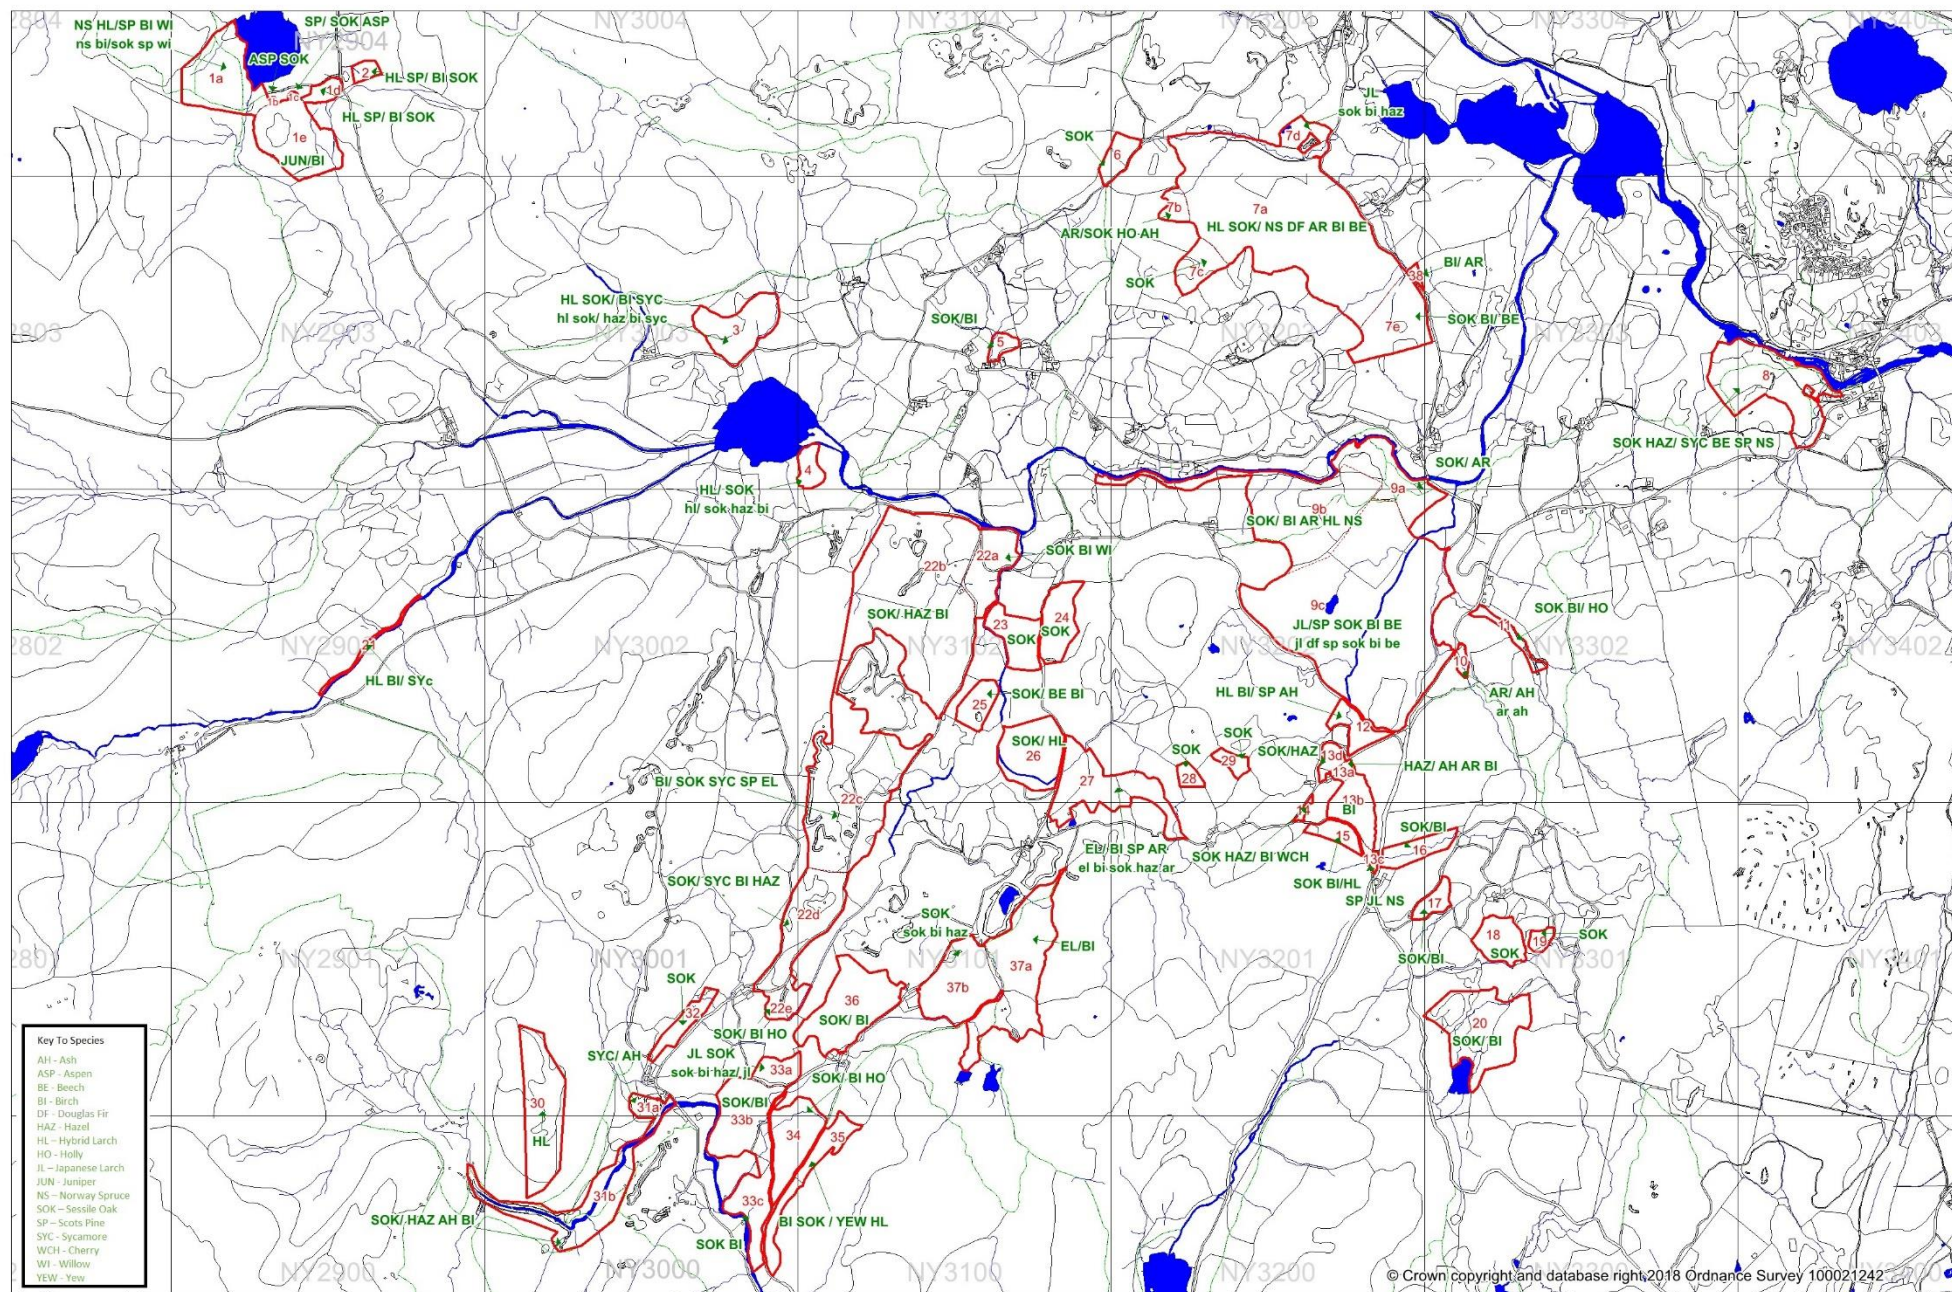 2804
NY2904
NY3004
NY3104
NY3204
NY3304
NY3404
NS HL/SP BI WI
ns bi/sok sp wi
SP/ SOK ASP
ASP SOK
1a
1b
1c
1d
2
HL SP/ BI SOK
HL SP/ BI SOK
1e
JUN/BI
JL
sok bi haz
7d
SOK
6
7b
7a
AR/SOK HO AH
HL SOK/ NS DF AR BI BE
7c
SOK
38
BI/ AR
HL SOK/ BI SYC
hl sok/ haz bi syc
3
SOK/BI
5
7e
SOK BI/ BE
2803
NY2903
NY3003
NY3203
NY3303
8
SOK HAZ/ SYC BE SP NS
4
HL/ SOK
hl/ sok haz bi
SOK/ AR
9a
9b
SOK/ BI AR HL NS
22a
SOK BI WI
22b
SOK/ HAZ BI
23
SOK
24
SOK
9c
JL/SP SOK BI BE
jl df sp sok bi be
SOK BI/ HO
11
2802
NY3002
NY3102
NY3302
NY3402
21
HL BI/ SYc
10
AR/ AH
ar ah
25
SOK/ BE BI
HL BI/ SP AH
12
SOK/ HL
26
27
SOK
28
SOK
29
SOK/HAZ
13d
13a
HAZ/ AH AR BI
13b
BI
14
15
SOK/BI
16
13c
BI/ SOK SYC SP EL
22c
EL/ BI SP AR
el bi sok haz ar
SOK HAZ/ BI WCH
SOK BI/HL
SP JL NS
17
SOK/ SYC BI HAZ
22d
SOK
sok bi haz
EL/BI
37a
18
SOK
19
SOK
SOK/BI
2801
NY2901
NY3001
NY3101
NY3201
NY3301
NY3401
SOK
32
22e
SOK/ BI HO
36
SOK/ BI
37b
20
SOK/ BI
SYC/ AH
JL SOK
sok bi haz/ jl
33a
SOK/ BI HO
30
HL
31a
SOK/BI
33b
34
35
31b
SOK/ HAZ AH BI
33c
BI SOK / YEW HL
SOK BI
NY2900
NY3000
NY3100
NY3200
Key To Species
AH - Ash
ASP - Aspen
BE - Beech
BI - Birch
DF - Douglas Fir
HAZ - Hazel
HL – Hybrid Larch
HO - Holly
JL – Japanese Larch
JUN - Juniper
NS – Norway Spruce
SOK – Sessile Oak
SP – Scots Pine
SYC - Sycamore
WCH - Cherry
WI - Willow
YEW - Yew
© Crown copyright and database right 2018 Ordnance Survey 100021242